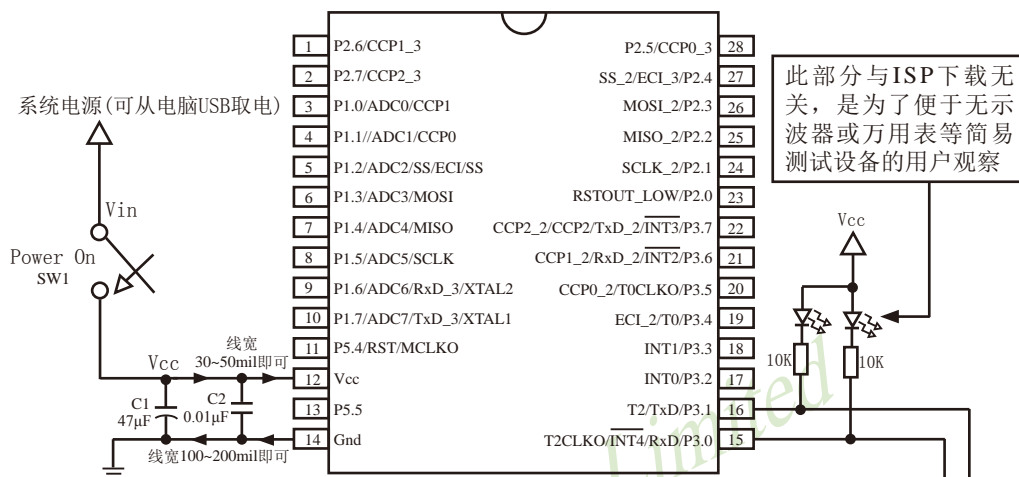 系统电源(可从电脑USB取电)
Vin
Power On
SW1
Vcc
线宽
30~50mil即可
C1
47μF
C2
0.01μF
线宽100~200mil即可
1 P2.6/CCP1_3
2 P2.7/CCP2_3
3 P1.0/ADC0/CCP1
4 P1.1//ADC1/CCP0
5 P1.2/ADC2/SS/ECI/SS
6 P1.3/ADC3/MOSI
7 P1.4/ADC4/MISO
8 P1.5/ADC5/SCLK
9 P1.6/ADC6/RxD_3/XTAL2
10 P1.7/ADC7/TxD_3/XTAL1
11 P5.4/RST/MCLKO
12 Vcc
13 P5.5
14 Gnd
P2.5/CCP0_3 28
SS_2/ECI_3/P2.4 27
MOSI_2/P2.3 26
MISO_2/P2.2 25
SCLK_2/P2.1 24
RSTOUT_LOW/P2.0 23
CCP2_2/CCP2/TxD_2/INT3/P3.7 22
CCP1_2/RxD_2/INT2/P3.6 21
CCP0_2/T0CLKO/P3.5 20
ECI_2/T0/P3.4 19
INT1/P3.3 18
INT0/P3.2 17
T2/TxD/P3.1 16
T2CLKO/INT4/RxD/P3.0 15
此部分与ISP下载无
关，是为了便于无示
波器或万用表等简易
测试设备的用户观察
Vcc
10K
10K
Limited